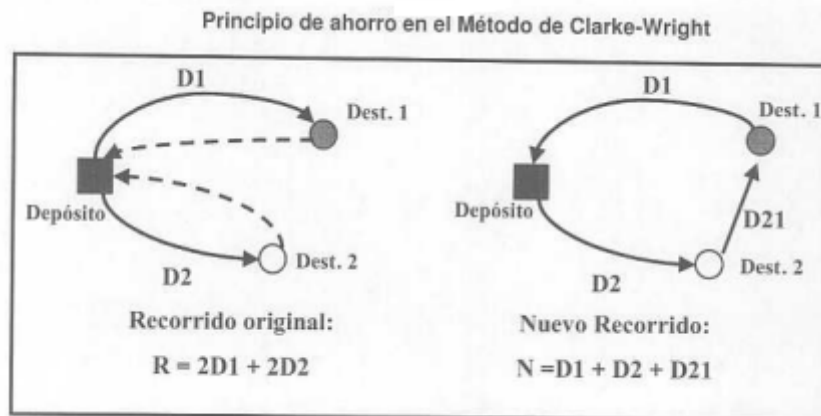 Principio de ahorro en el Método de Clarke-Wright
D1
Dest. 1
Depósito
D2
Dest. 2
Recorrido original:
R = 2D1 + 2D2
D1
Dest. 1
Depósito
D21
D2
Dest. 2
Nuevo Recorrido:
N =D1 + D2 + D21